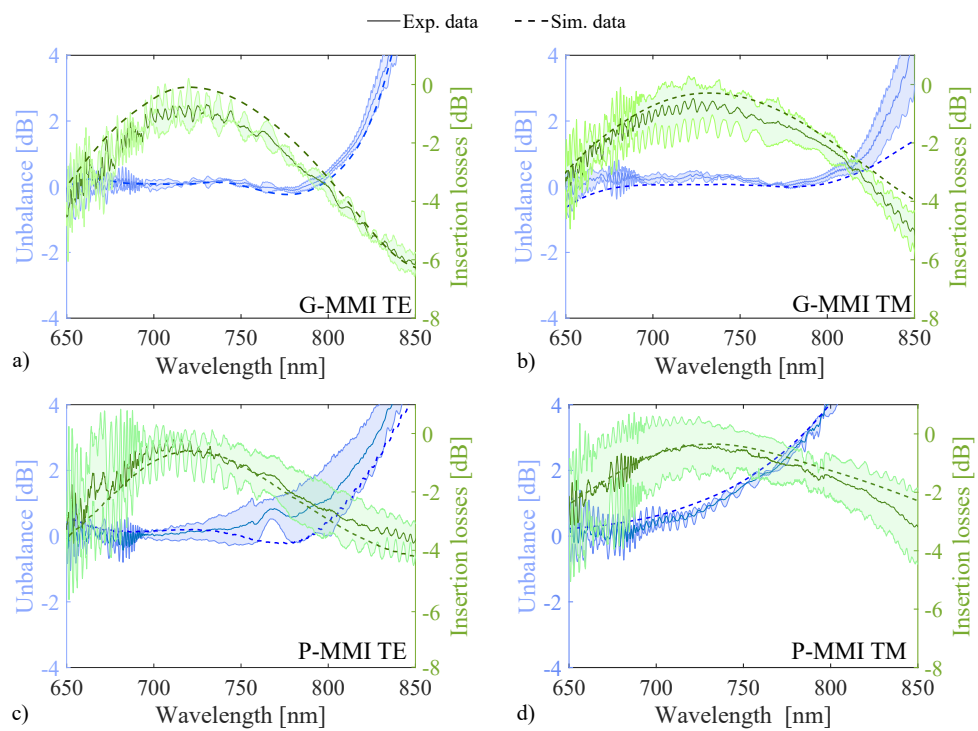 Exp. data Sim. data
4 2 0 -2 -4
Unbalance [dB]
0 -2 -4 -6 -8
Insertion losses [dB]
G-MMI TE
650 700 750 800 850
Wavelength [nm]
a)
4 2 0 -2 -4
Unbalance [dB]
0 -2 -4 -6 -8
Insertion losses [dB]
G-MMI TM
650 700 750 800 850
Wavelength [nm]
b)
4 2 0 -2 -4
Unbalance [dB]
0 -2 -4 -6 -8
Insertion losses [dB]
P-MMI TE
650 700 750 800 850
Wavelength [nm]
c)
4 2 0 -2 -4
Unbalance [dB]
0 -2 -4 -6 -8
Insertion losses [dB]
P-MMI TM
650 700 750 800 850
Wavelength [nm]
d)